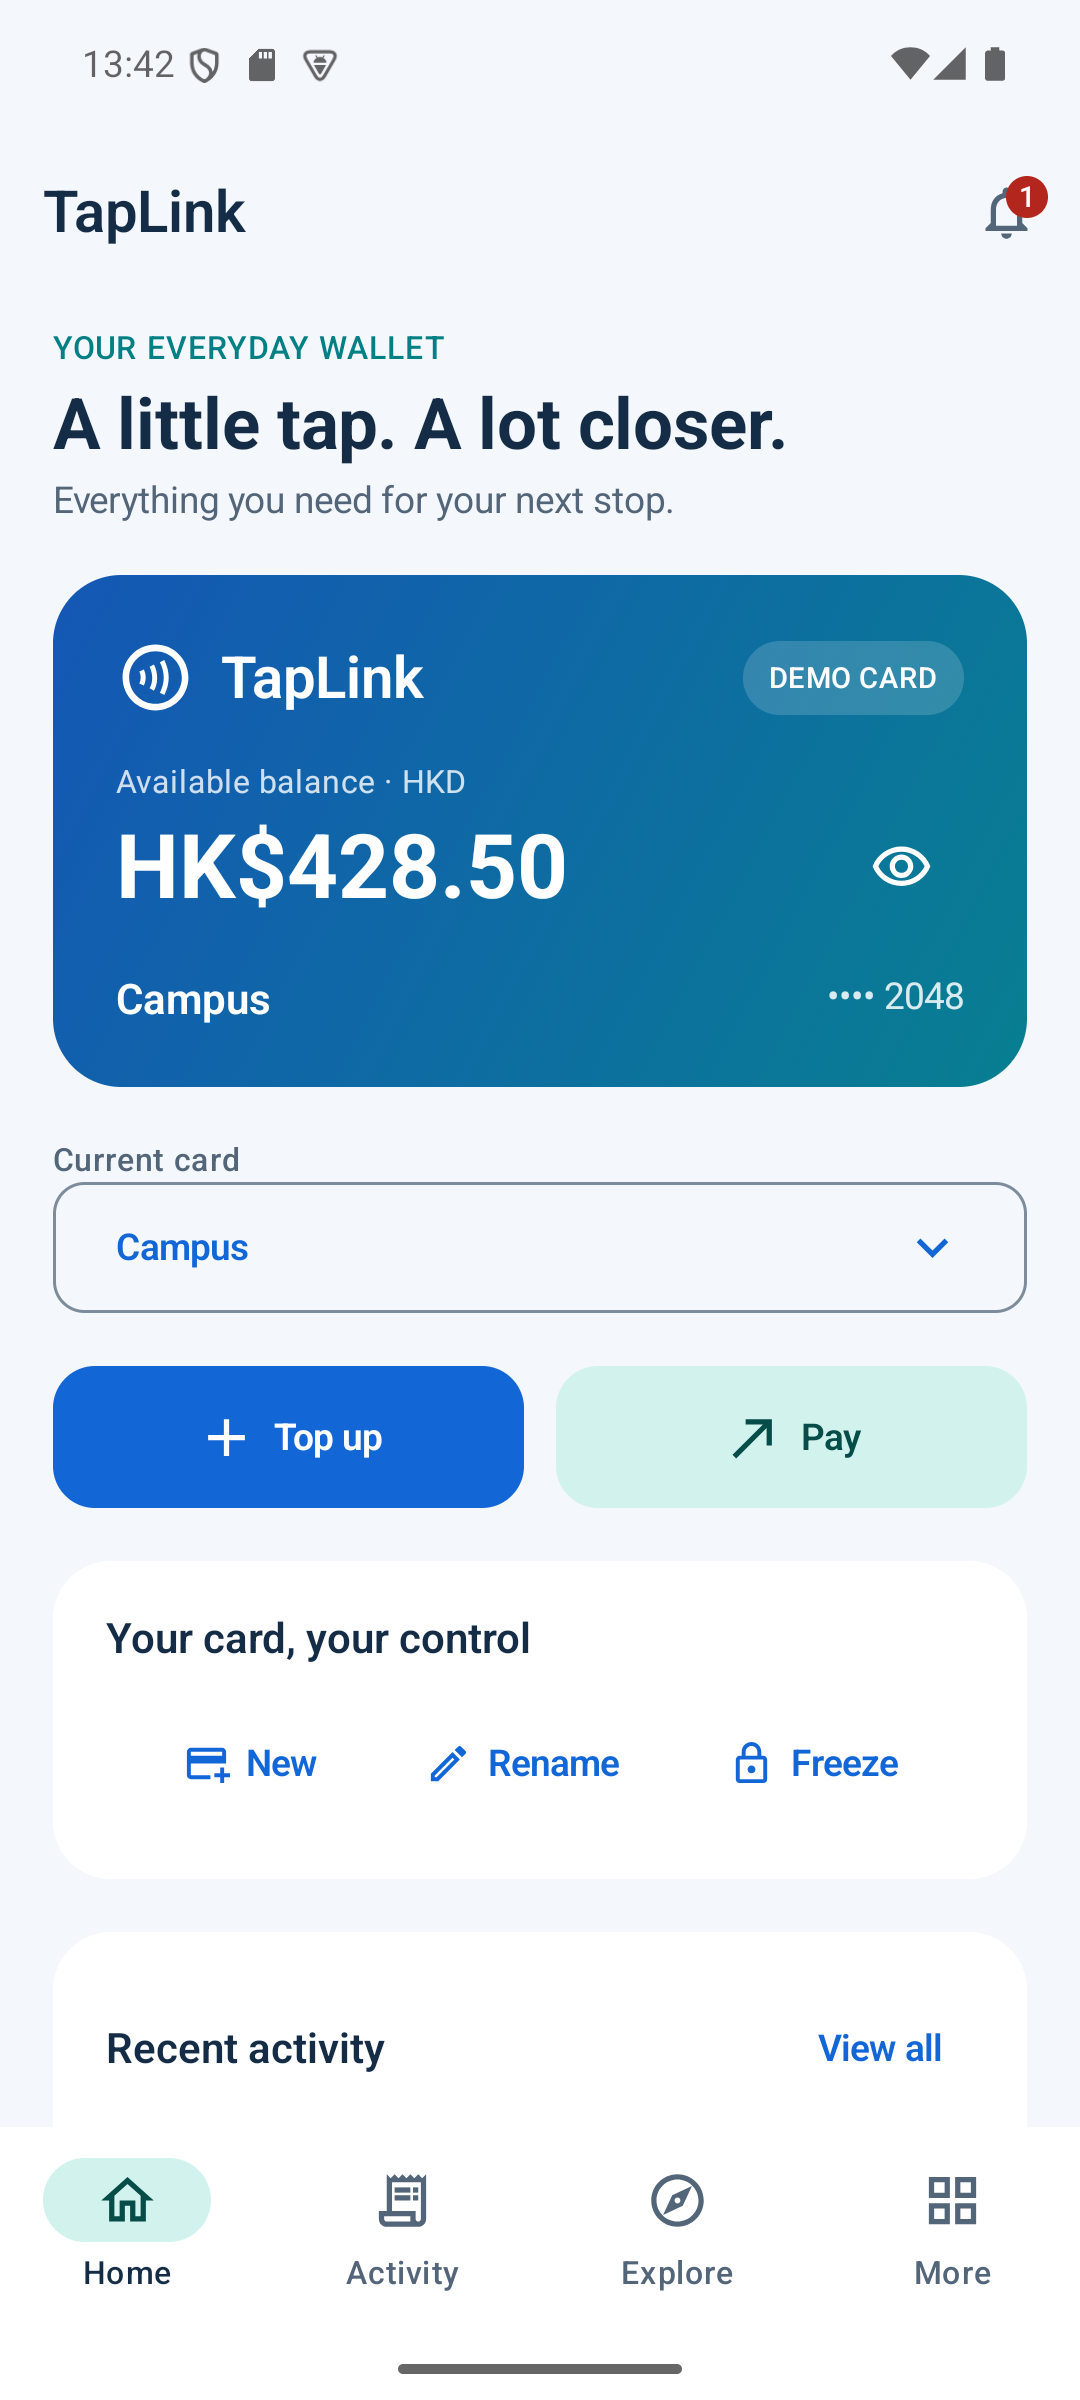 13:42
TapLink
1
YOUR EVERYDAY WALLET
A little tap. A lot closer.
Everything you need for your next stop.
TapLink
DEMO CARD
Available balance · HKD
HK$428.50
Campus
•••• 2048
Current card
Campus
Top up
Pay
Your card, your control
New
Rename
Freeze
Recent activity
View all
Home
Activity
Explore
More